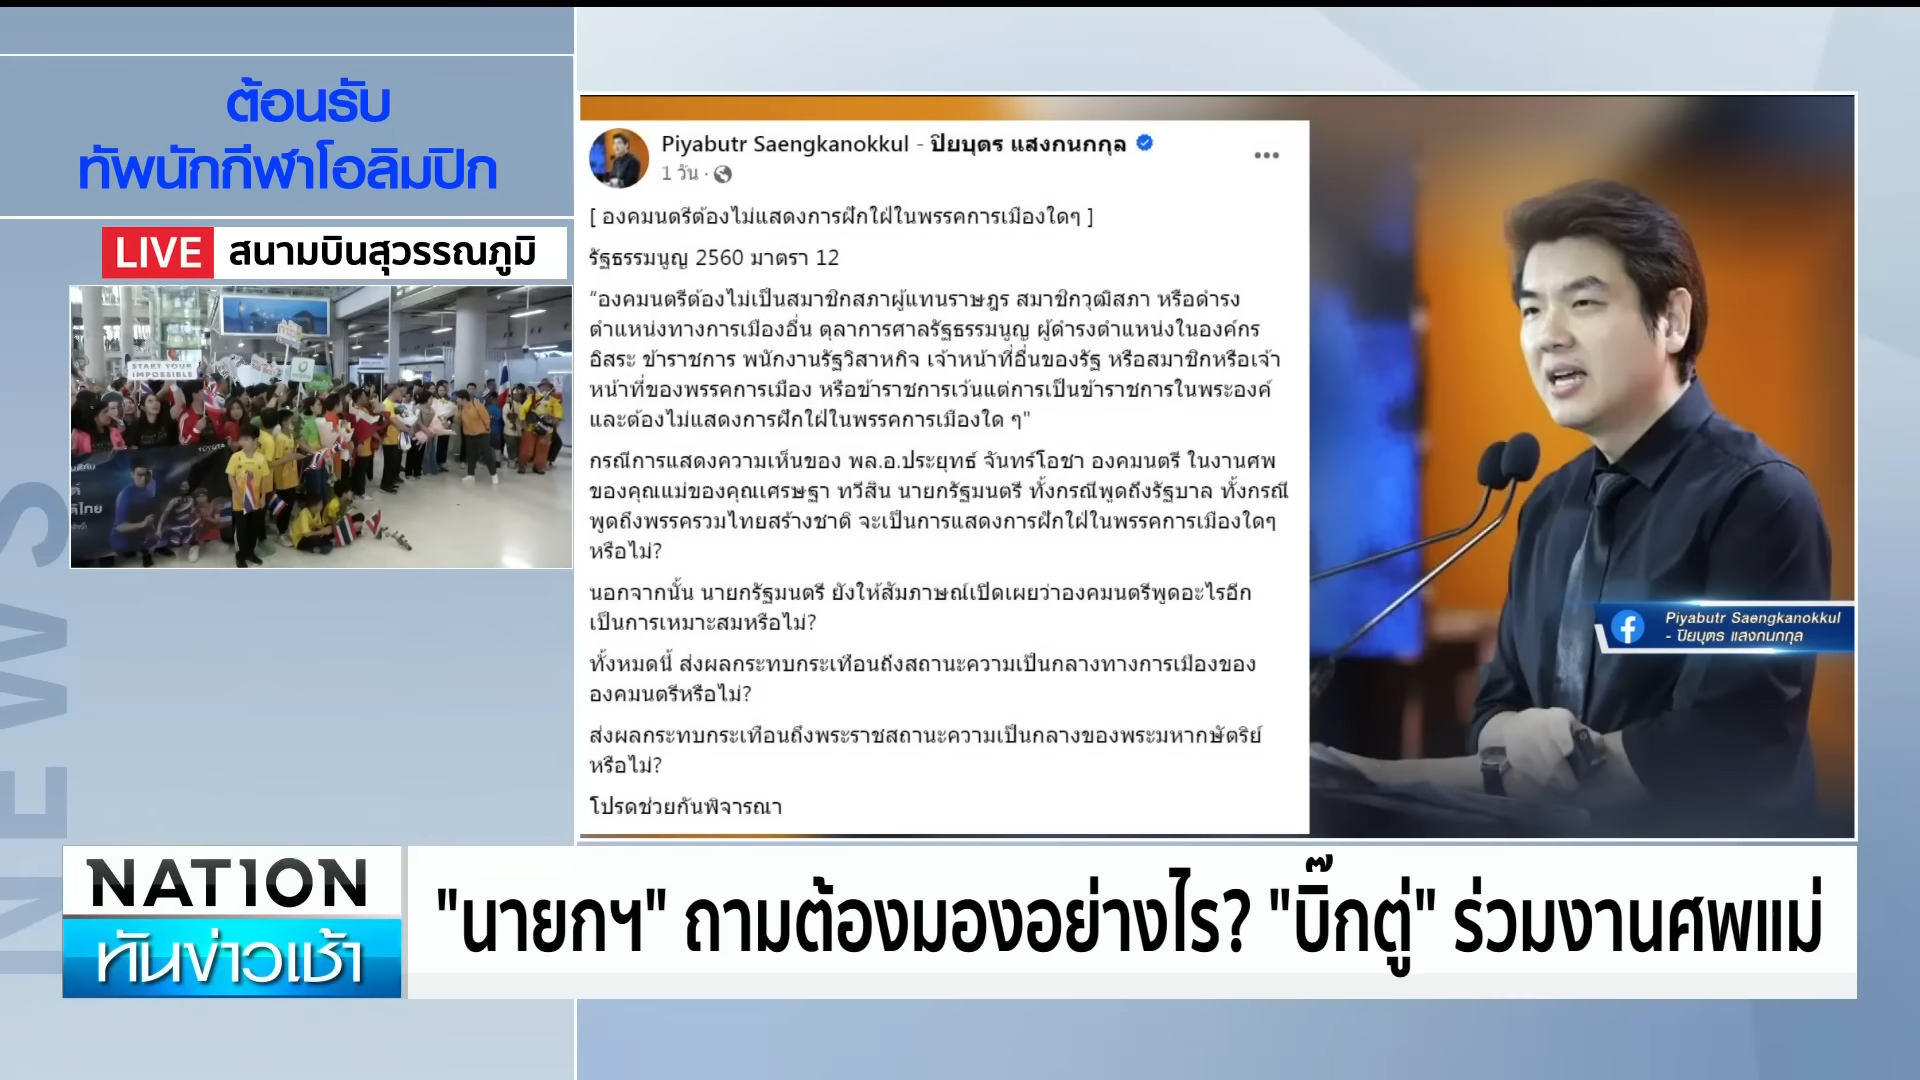 ต้อนรับ
ทัพนักกีฬาโอลิมปิก
LIVE สนามบินสุวรรณภูมิ
START YOUR
IMPOSSIBLE
TOYOTA
NEWS
Piyabutr Saengkanokkul - ปิยบุตร แสงกนกกุล
1 วัน ·
[ องคมนตรีต้องไม่แสดงการฝักใฝ่ในพรรคการเมืองใดๆ ]
รัฐธรรมนูญ 2560 มาตรา 12
“องคมนตรีต้องไม่เป็นสมาชิกสภาผู้แทนราษฎร สมาชิกวุฒิสภา หรือดำรง
ตำแหน่งทางการเมืองอื่น ตุลาการศาลรัฐธรรมนูญ ผู้ดำรงตำแหน่งในองค์กร
อิสระ ข้าราชการ พนักงานรัฐวิสาหกิจ เจ้าหน้าที่อื่นของรัฐ หรือสมาชิกหรือเจ้า
หน้าที่ของพรรคการเมือง หรือข้าราชการเว้นแต่การเป็นข้าราชการในพระองค์
และต้องไม่แสดงการฝักใฝ่ในพรรคการเมืองใด ๆ"
กรณีการแสดงความเห็นของ พล.อ.ประยุทธ์ จันทร์โอชา องคมนตรี ในงานศพ
ของคุณแม่ของคุณเศรษฐา ทวีสิน นายกรัฐมนตรี ทั้งกรณีพูดถึงรัฐบาล ทั้งกรณี
พูดถึงพรรครวมไทยสร้างชาติ จะเป็นการแสดงการฝักใฝ่ในพรรคการเมืองใดๆ
หรือไม่?
นอกจากนั้น นายกรัฐมนตรี ยังให้สัมภาษณ์เปิดเผยว่าองคมนตรีพูดอะไรอีก
เป็นการเหมาะสมหรือไม่?
ทั้งหมดนี้ ส่งผลกระทบกระเทือนถึงสถานะความเป็นกลางทางการเมืองของ
องคมนตรีหรือไม่?
ส่งผลกระทบกระเทือนถึงพระราชสถานะความเป็นกลางของพระมหากษัตริย์
หรือไม่?
โปรดช่วยกันพิจารณา
Piyabutr Saengkanokkul
- ปิยบุตร แสงกนกกุล
NATION
ทันข่าวเช้า
"นายกฯ" ถามต้องมองอย่างไร? "บิ๊กตู่" ร่วมงานศพแม่